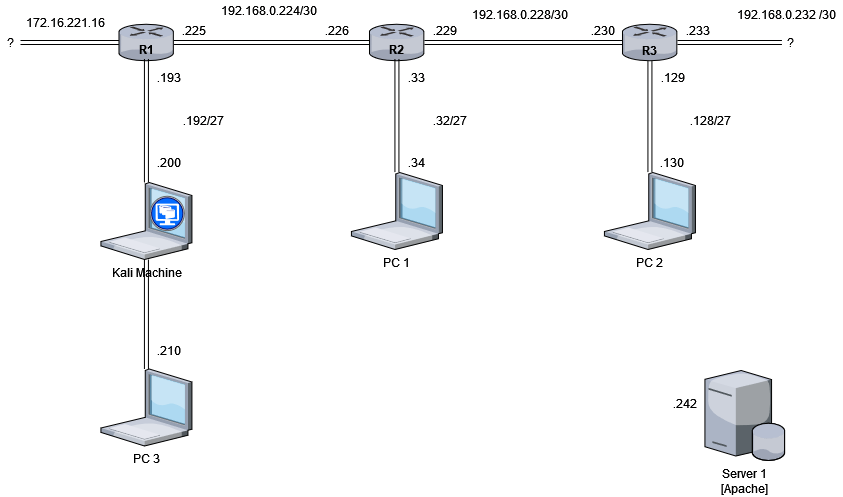 192.168.0.224/30
192.168.0.228/30
192.168.0.232 /30
172.16.221.16
?
R1
.225
.226
R2
.229
.230
R3
.233
?
.193
.33
.129
.192/27
.32/27
.128/27
.200
.34
.130
PC 1
PC 2
Kali Machine
.210
.242
PC 3
Server 1
[Apache]